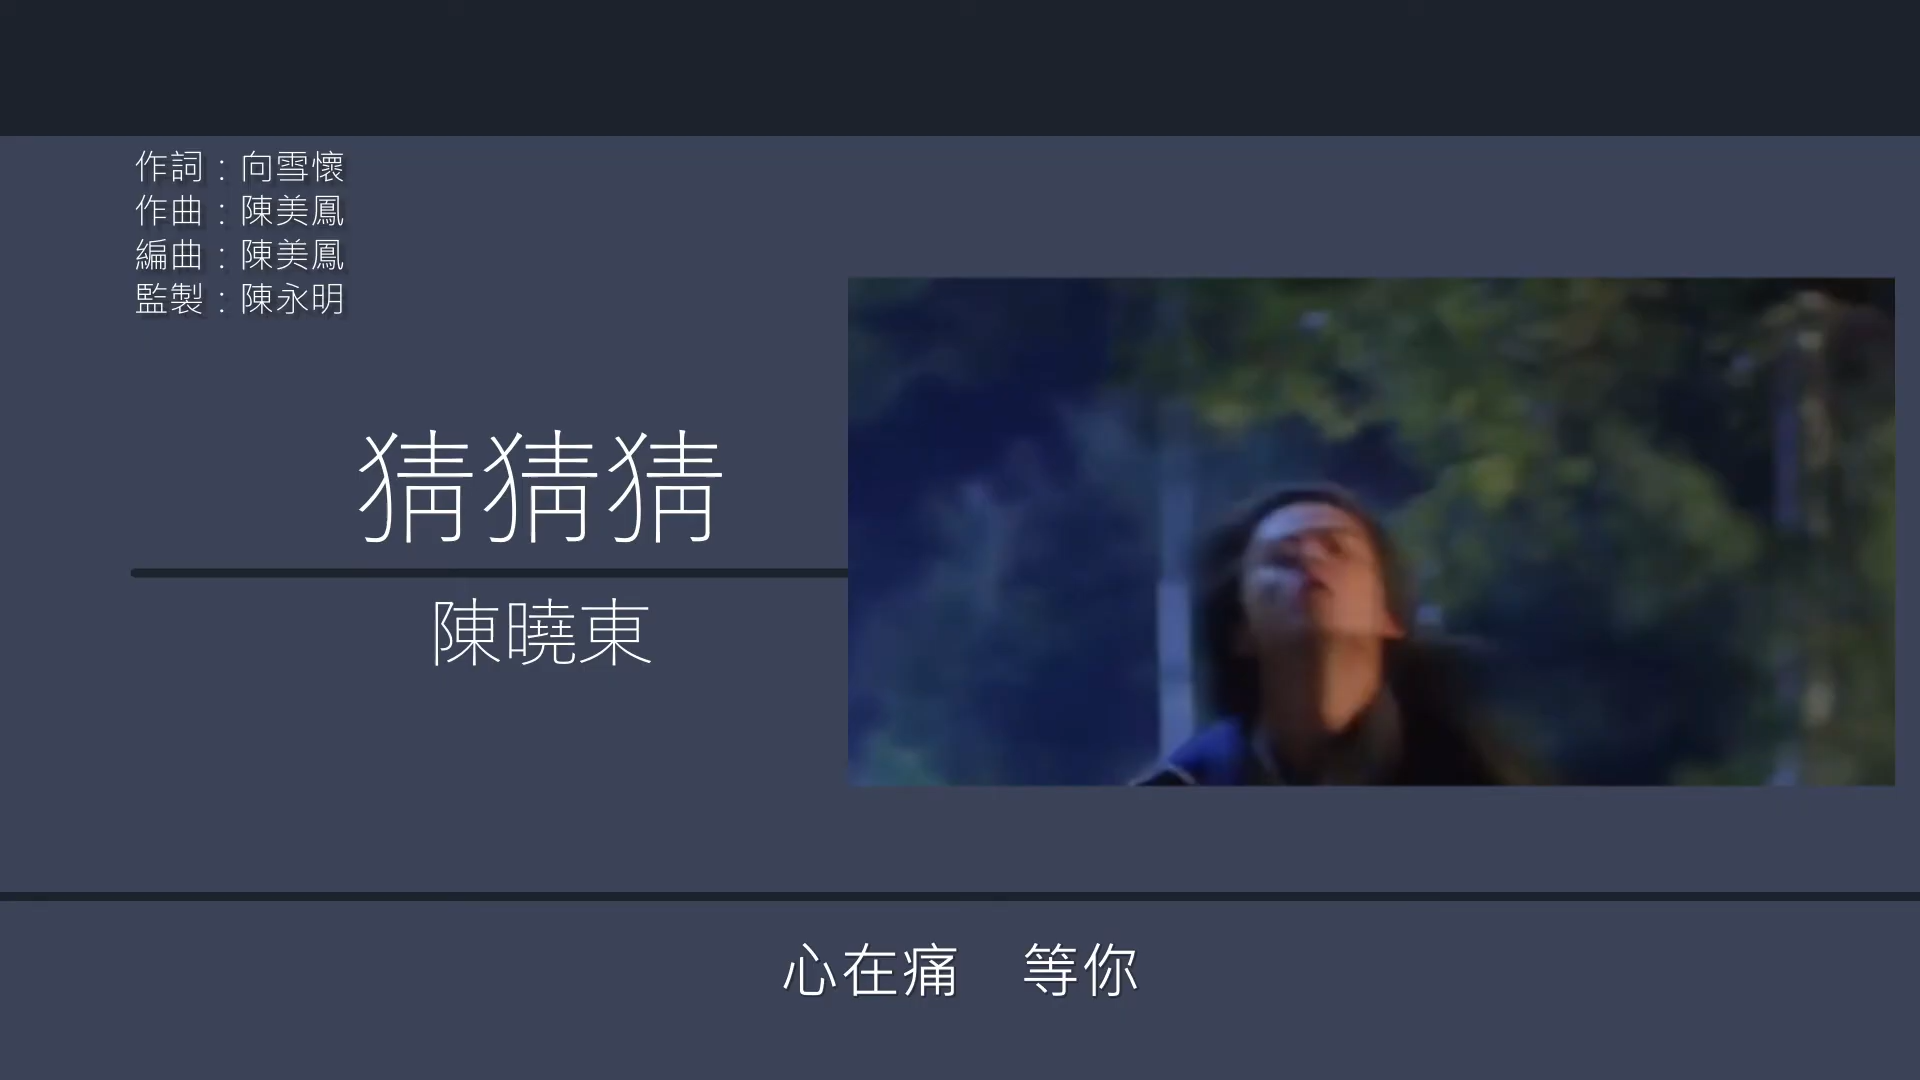 作詞：向雪懷
作曲：陳美鳳
編曲：陳美鳳
監製：陳永明
猜猜猜
陳曉東
心在痛　等你